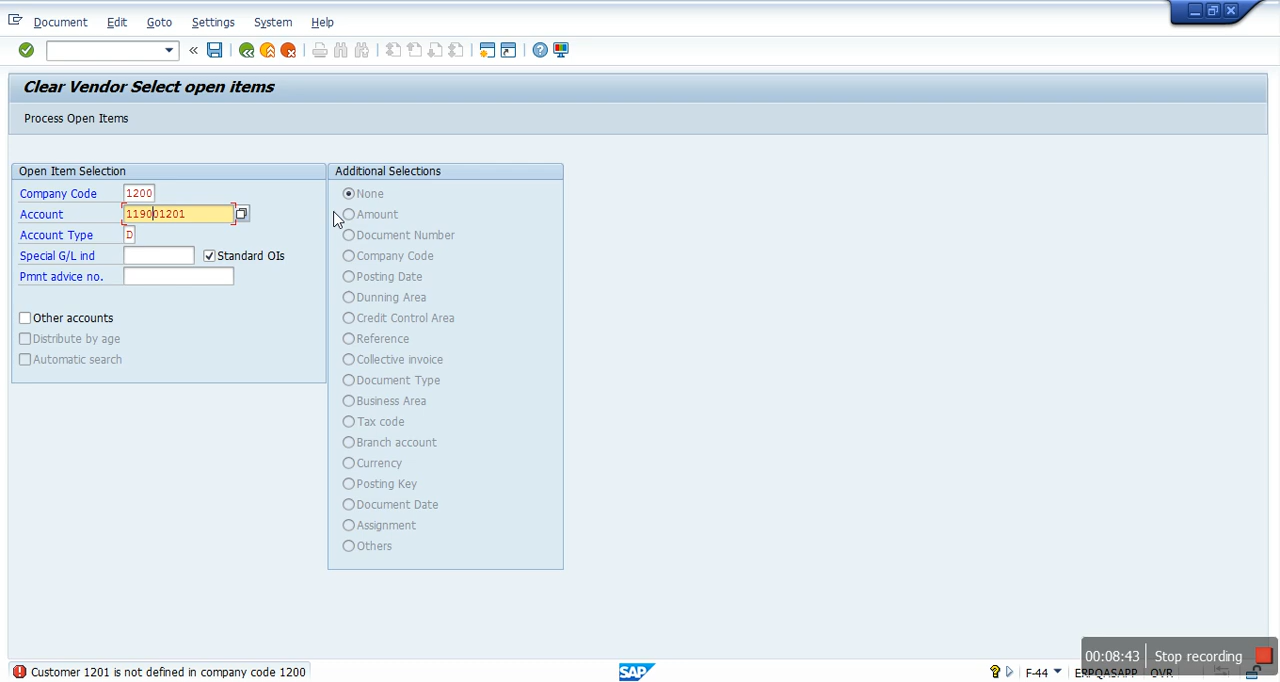 Document Edit Goto Settings System Help
«
Clear Vendor Select open items
Process Open Items
Open Item Selection
Company Code 1200
Account 119001201
Account Type D
Special G/L ind Standard OIs
Pmnt advice no.
Other accounts
Distribute by age
Automatic search
Additional Selections
None
Amount
Document Number
Company Code
Posting Date
Dunning Area
Credit Control Area
Reference
Collective invoice
Document Type
Business Area
Tax code
Branch account
Currency
Posting Key
Document Date
Assignment
Others
00:08:43 Stop recording
Customer 1201 is not defined in company code 1200
SAP
F-44 ERPQASAPP OVR